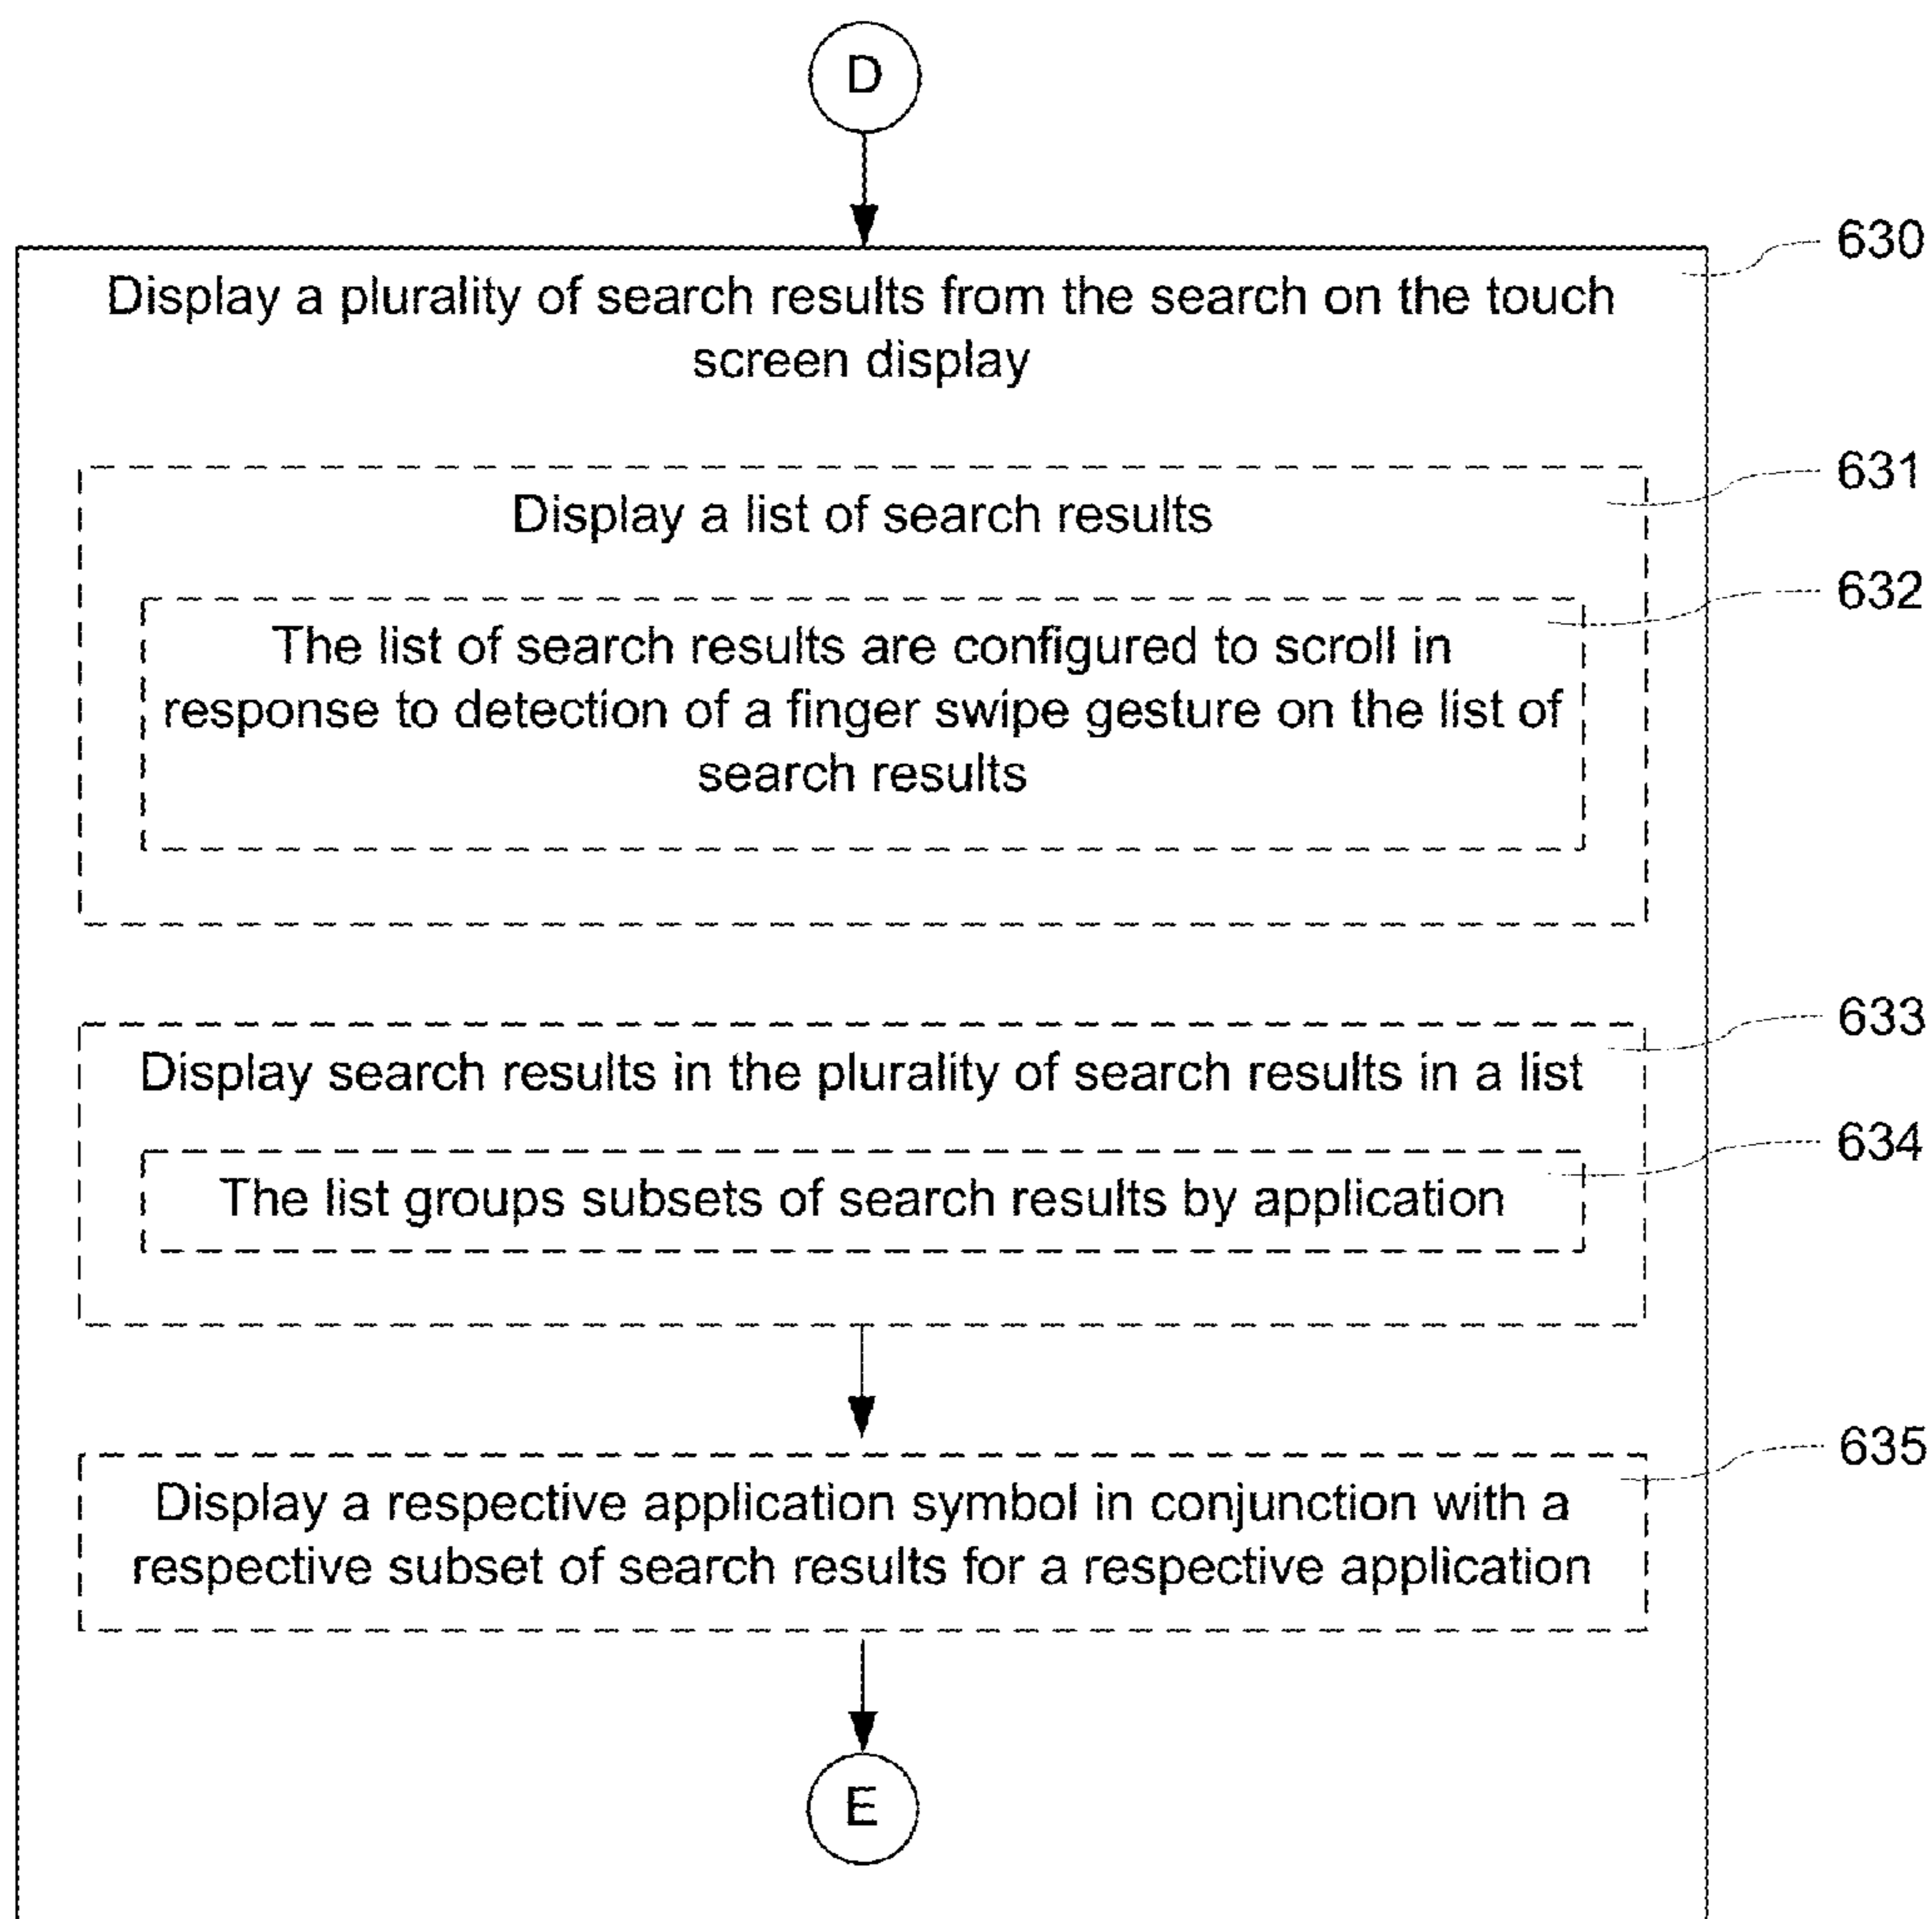 D
630
Display a plurality of search results from the search on the touch
screen display
631
Display a list of search results
632
The list of search results are configured to scroll in
response to detection of a finger swipe gesture on the list of
search results
633
Display search results in the plurality of search results in a list
634
The list groups subsets of search results by application
635
Display a respective application symbol in conjunction with a
respective subset of search results for a respective application
E